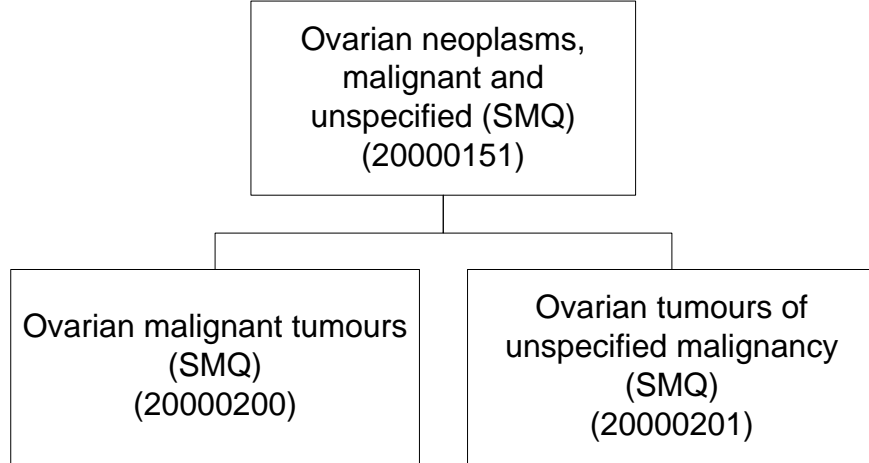 Ovarian neoplasms,
malignant and
unspecified (SMQ)
(20000151)
Ovarian malignant tumours
(SMQ)
(20000200)
Ovarian tumours of
unspecified malignancy
(SMQ)
(20000201)